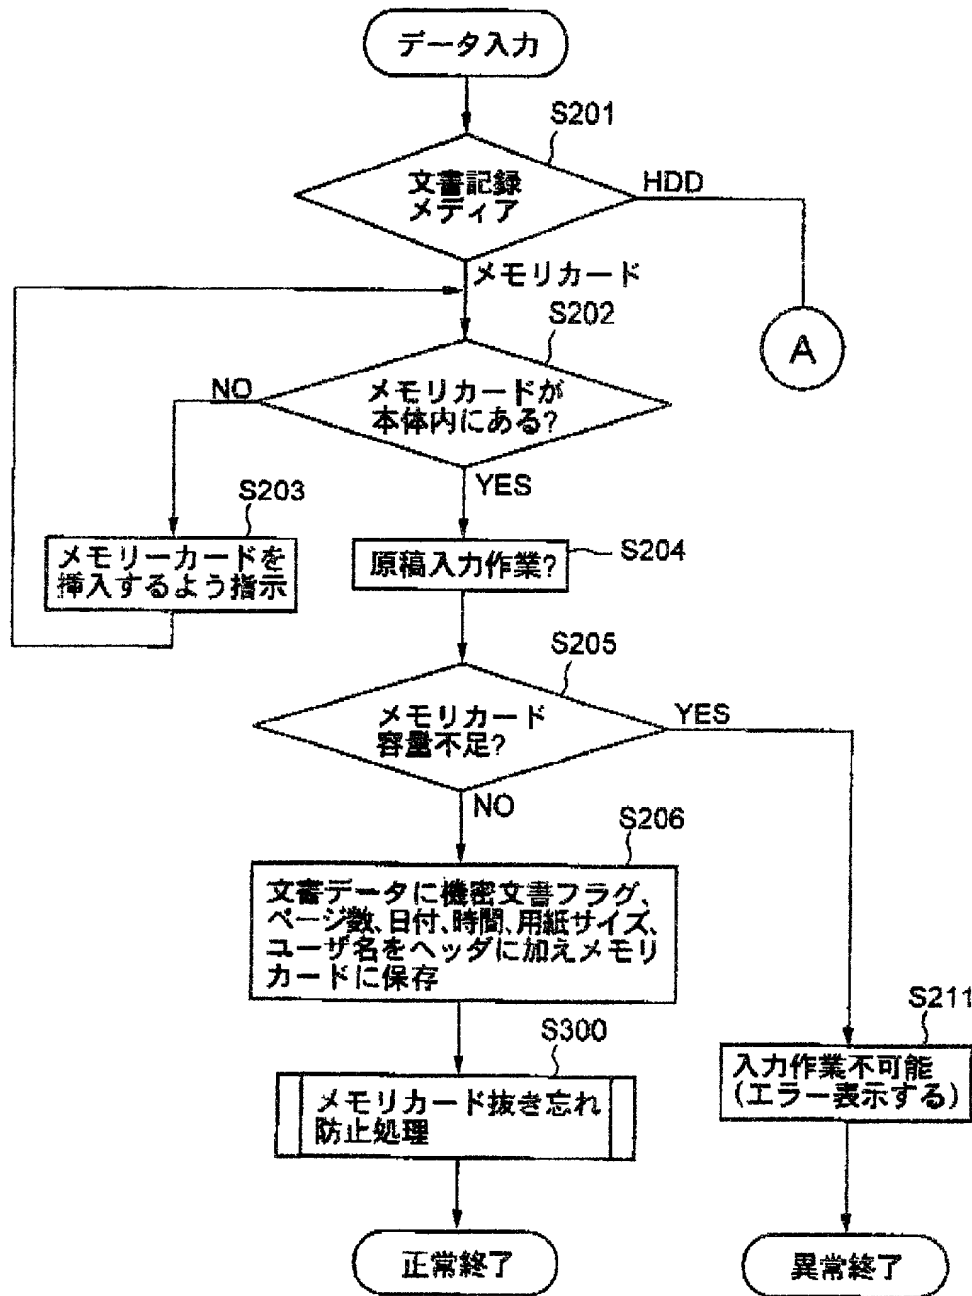 データ入力
S201
文書記録
メディア
HDD
メモリカード
S202
A
メモリカードが
本体内にある?
NO
YES
S203
メモリーカードを
挿入するよう指示
原稿入力作業?
S204
S205
メモリカード
容量不足?
YES
NO
S206
文書データに機密文書フラグ、
ページ数、日付、時間、用紙サイズ、
ユーザ名をヘッダに加えメモリ
カードに保存
S300
メモリカード抜き忘れ
防止処理
S211
入力作業不可能
(エラー表示する)
正常終了
異常終了